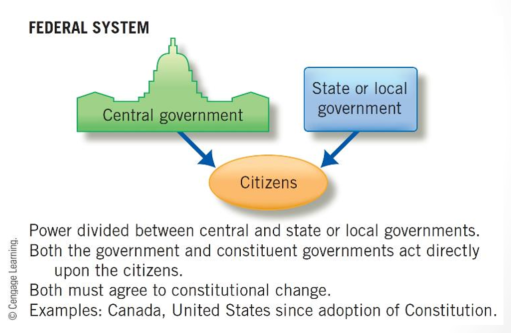 FEDERAL SYSTEM
Central government
State or local
government
Citizens
Power divided between central and state or local governments.
Both the government and constituent governments act directly
upon the citizens.
Both must agree to constitutional change.
Examples: Canada, United States since adoption of Constitution.
© Cengage Learning.